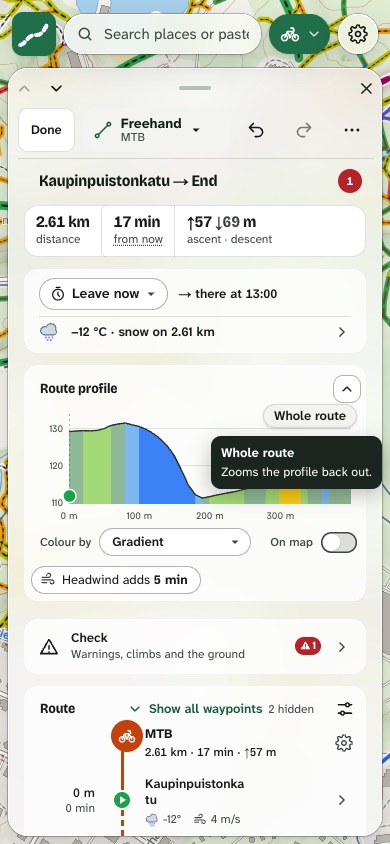 Search places or paste
Done
Freehand
MTB
Kaupinpuistonkatu → End
1
2.61 km
distance
17 min
from now
↑57 ↓69 m
ascent · descent
Leave now
→ there at 13:00
−12 °C · snow on 2.61 km
Route profile
Whole route
Whole route
Zooms the profile back out.
130
120
110
0 m
100 m
200 m
300 m
Colour by
Gradient
On map
Headwind adds 5 min
Check
Warnings, climbs and the ground
1
Route
Show all waypoints
2 hidden
MTB
2.61 km · 17 min · ↑57 m
0 m
0 min
Kaupinpuistonka
tu
-12°
4 m/s